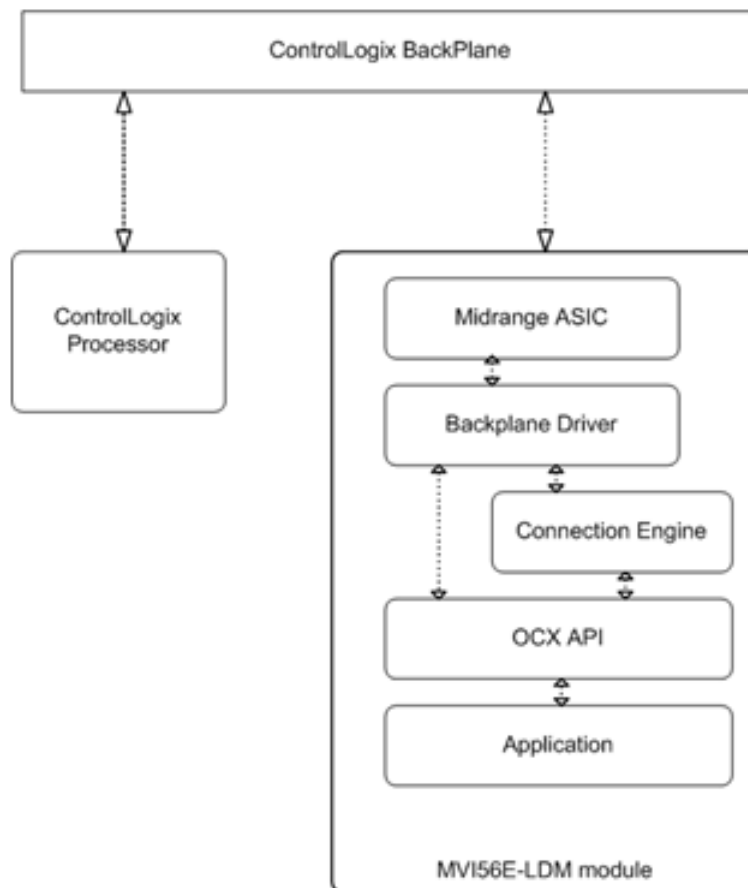 ControlLogix BackPlane
ControlLogix
Processor
Midrange ASIC
Backplane Driver
Connection Engine
OCX API
Application
MVI56E-LDM module